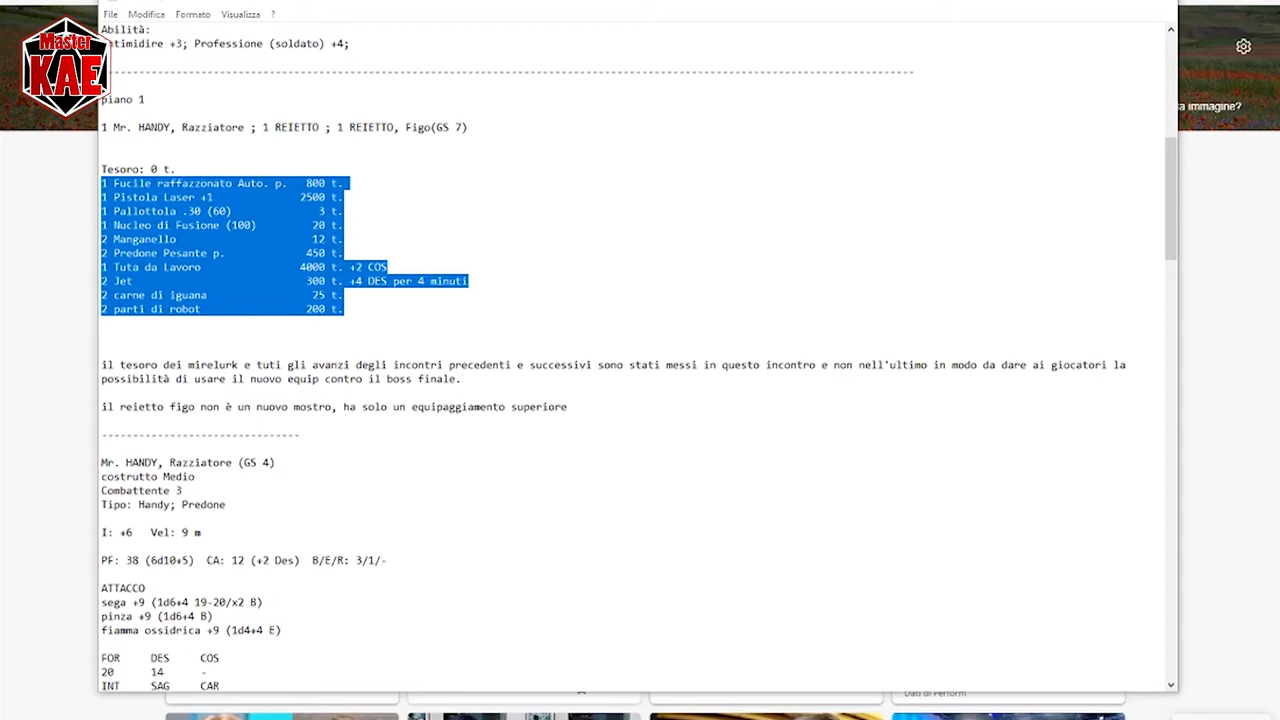 File Modifica Formato Visualizza ?
Master
KAE
Abilità:
ntimidire +3; Professione (soldato) +4;
piano 1
a immagine?
1 Mr. HANDY, Razziatore ; 1 REIETTO ; 1 REIETTO, Figo(GS 7)
Tesoro: 0 t.
1 Fucile raffazzonato Auto. p. 800 t.
1 Pistola Laser +1 2500 t.
1 Pallottola .30 (60) 3 t.
1 Nucleo di Fusione (100) 20 t.
2 Manganello 12 t.
2 Predone Pesante p. 450 t.
1 Tuta da Lavoro 4000 t. +2 COS
2 Jet 300 t. +4 DES per 4 minuti
2 carne di iguana 25 t.
2 parti di robot 200 t.
il tesoro dei mirelurk e tuti gli avanzi degli incontri precedenti e successivi sono stati messi in questo incontro e non nell'ultimo in modo da dare ai giocatori la
possibilità di usare il nuovo equip contro il boss finale.
il reietto figo non è un nuovo mostro, ha solo un equipaggiamento superiore
-------------------------------
Mr. HANDY, Razziatore (GS 4)
costrutto Medio
Combattente 3
Tipo: Handy; Predone
I: +6 Vel: 9 m
PF: 38 (6d10+5) CA: 12 (+2 Des) B/E/R: 3/1/-
ATTACCO
sega +9 (1d6+4 19-20/x2 B)
pinza +9 (1d6+4 B)
fiamma ossidrica +9 (1d4+4 E)
FOR DES COS
20 14 -
INT SAG CAR
Dati di Perform